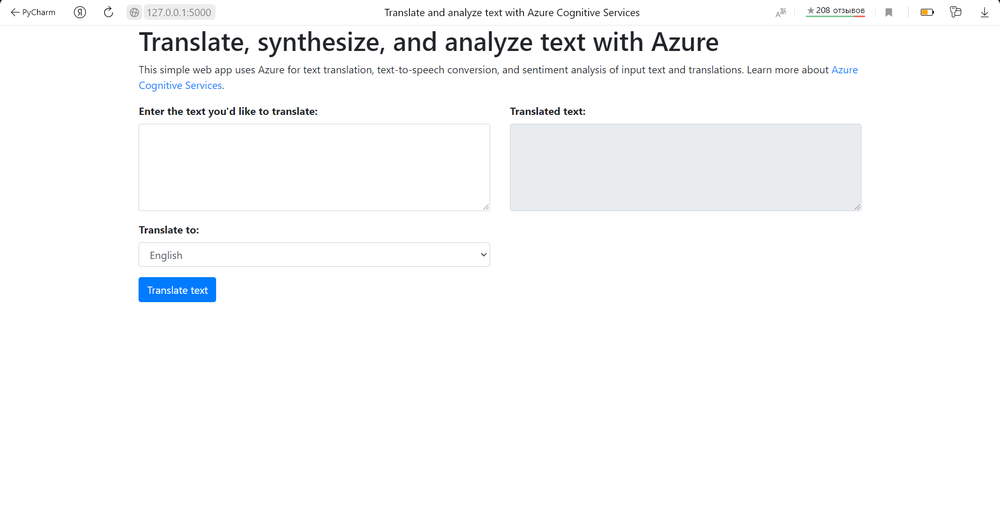 PyCharm
Я
127.0.0.1:5000
Translate and analyze text with Azure Cognitive Services
Aあ
208 отзывов
Translate, synthesize, and analyze text with Azure
This simple web app uses Azure for text translation, text-to-speech conversion, and sentiment analysis of input text and translations. Learn more about Azure
Cognitive Services.
Enter the text you'd like to translate:
Translated text:
Translate to:
English
Translate text